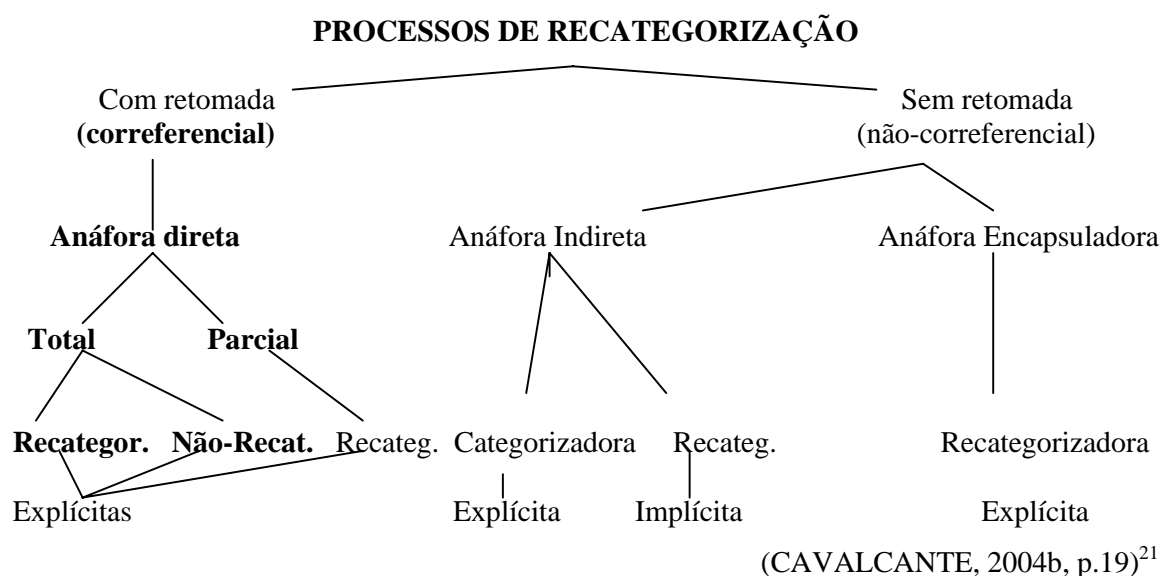 PROCESSOS DE RECATEGORIZAÇÃO
Com retomada Sem retomada
(correferencial) (não-correferencial)
Anáfora direta Anáfora Indireta Anáfora Encapsuladora
Total Parcial
Recategor. Não-Recat. Recateg. Categorizadora Recateg. Recategorizadora
Explícitas Explícita Implícita Explícita
(CAVALCANTE, 2004b, p.19)21